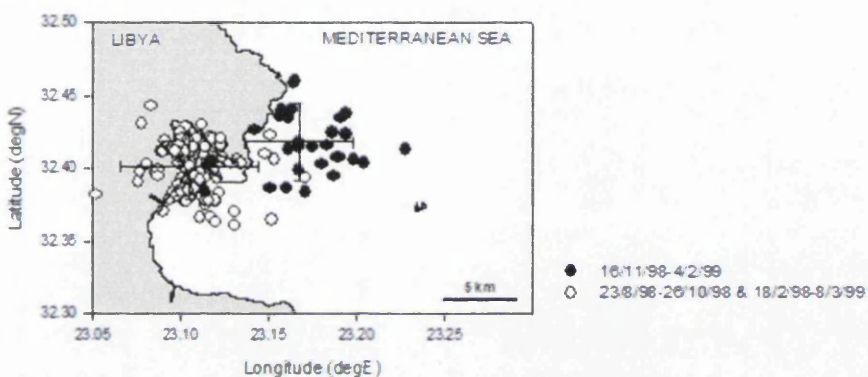 32.50
LIBYA MEDITERRANEAN SEA
32.45
32.40
32.35
32.30
Latitude (degN)
5 km
23.05 23.10 23.15 23.20 23.25
Longitude (degE)
16/11/98-4/2/99
23/8/98-26/10/98 & 18/2/98-8/3/99